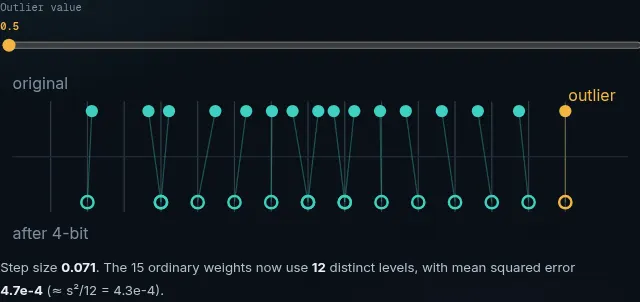 Outlier value
0.5
original
outlier
after 4-bit
Step size 0.071. The 15 ordinary weights now use 12 distinct levels, with mean squared error
4.7e-4 (≈ s²/12 = 4.3e-4).